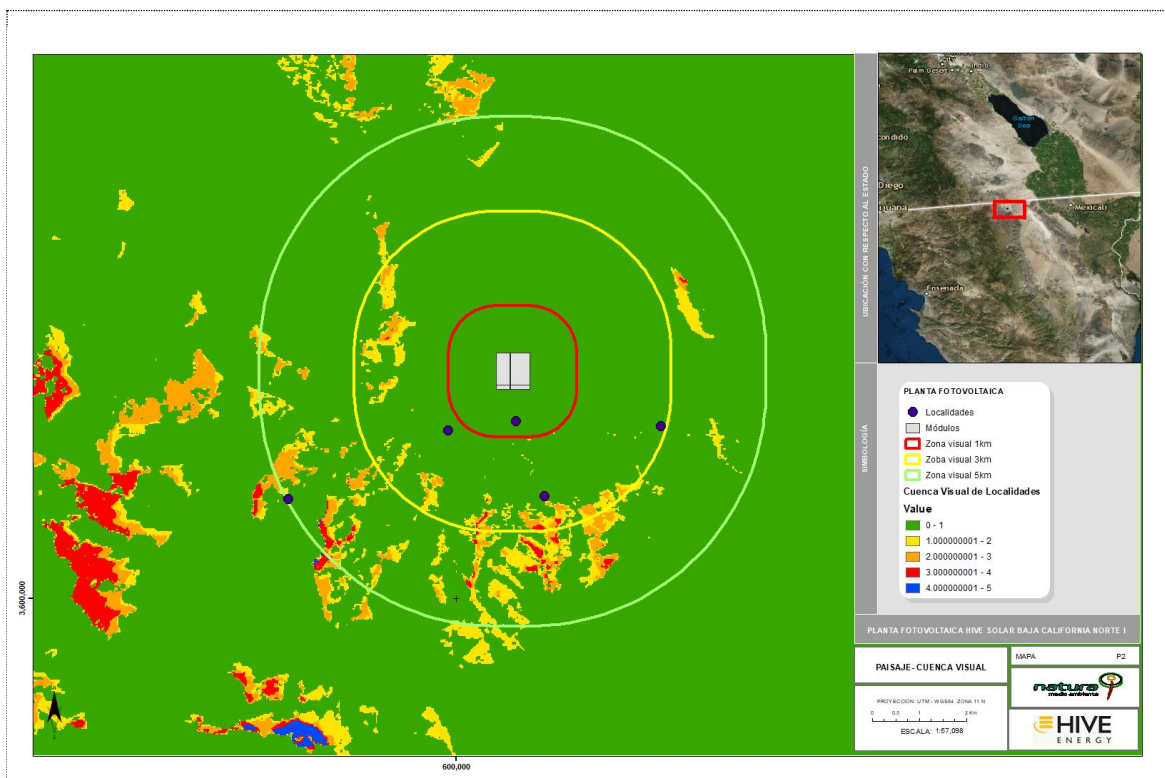 Palm Desert
Indio
Salton
Sea
condido
Diego
ijuana
Mexicali
Ensenada
UBICACIÓN CON RESPECTO AL ESTADO
SIMBOLOGÍA
PLANTA FOTOVOLTAICA
Localidades
Módulos
Zona visual 1km
Zoba visual 3km
Zona visual 5km
Cuenca Visual de Localidades
Value
0 - 1
1.000000001 - 2
2.000000001 - 3
3.000000001 - 4
4.000000001 - 5
3,600,000
600,000
PLANTA FOTOVOLTAICA HIVE SOLAR BAJA CALIFORNIA NORTE I
PAISAJE- CUENCA VISUAL
MAPA P2
PROYECCION: UTM - WGS84 ZONA 11 N
0 0,5 1 2 Km
ESCALA: 1:57,098
natura
medio ambiente
HIVE
ENERGY